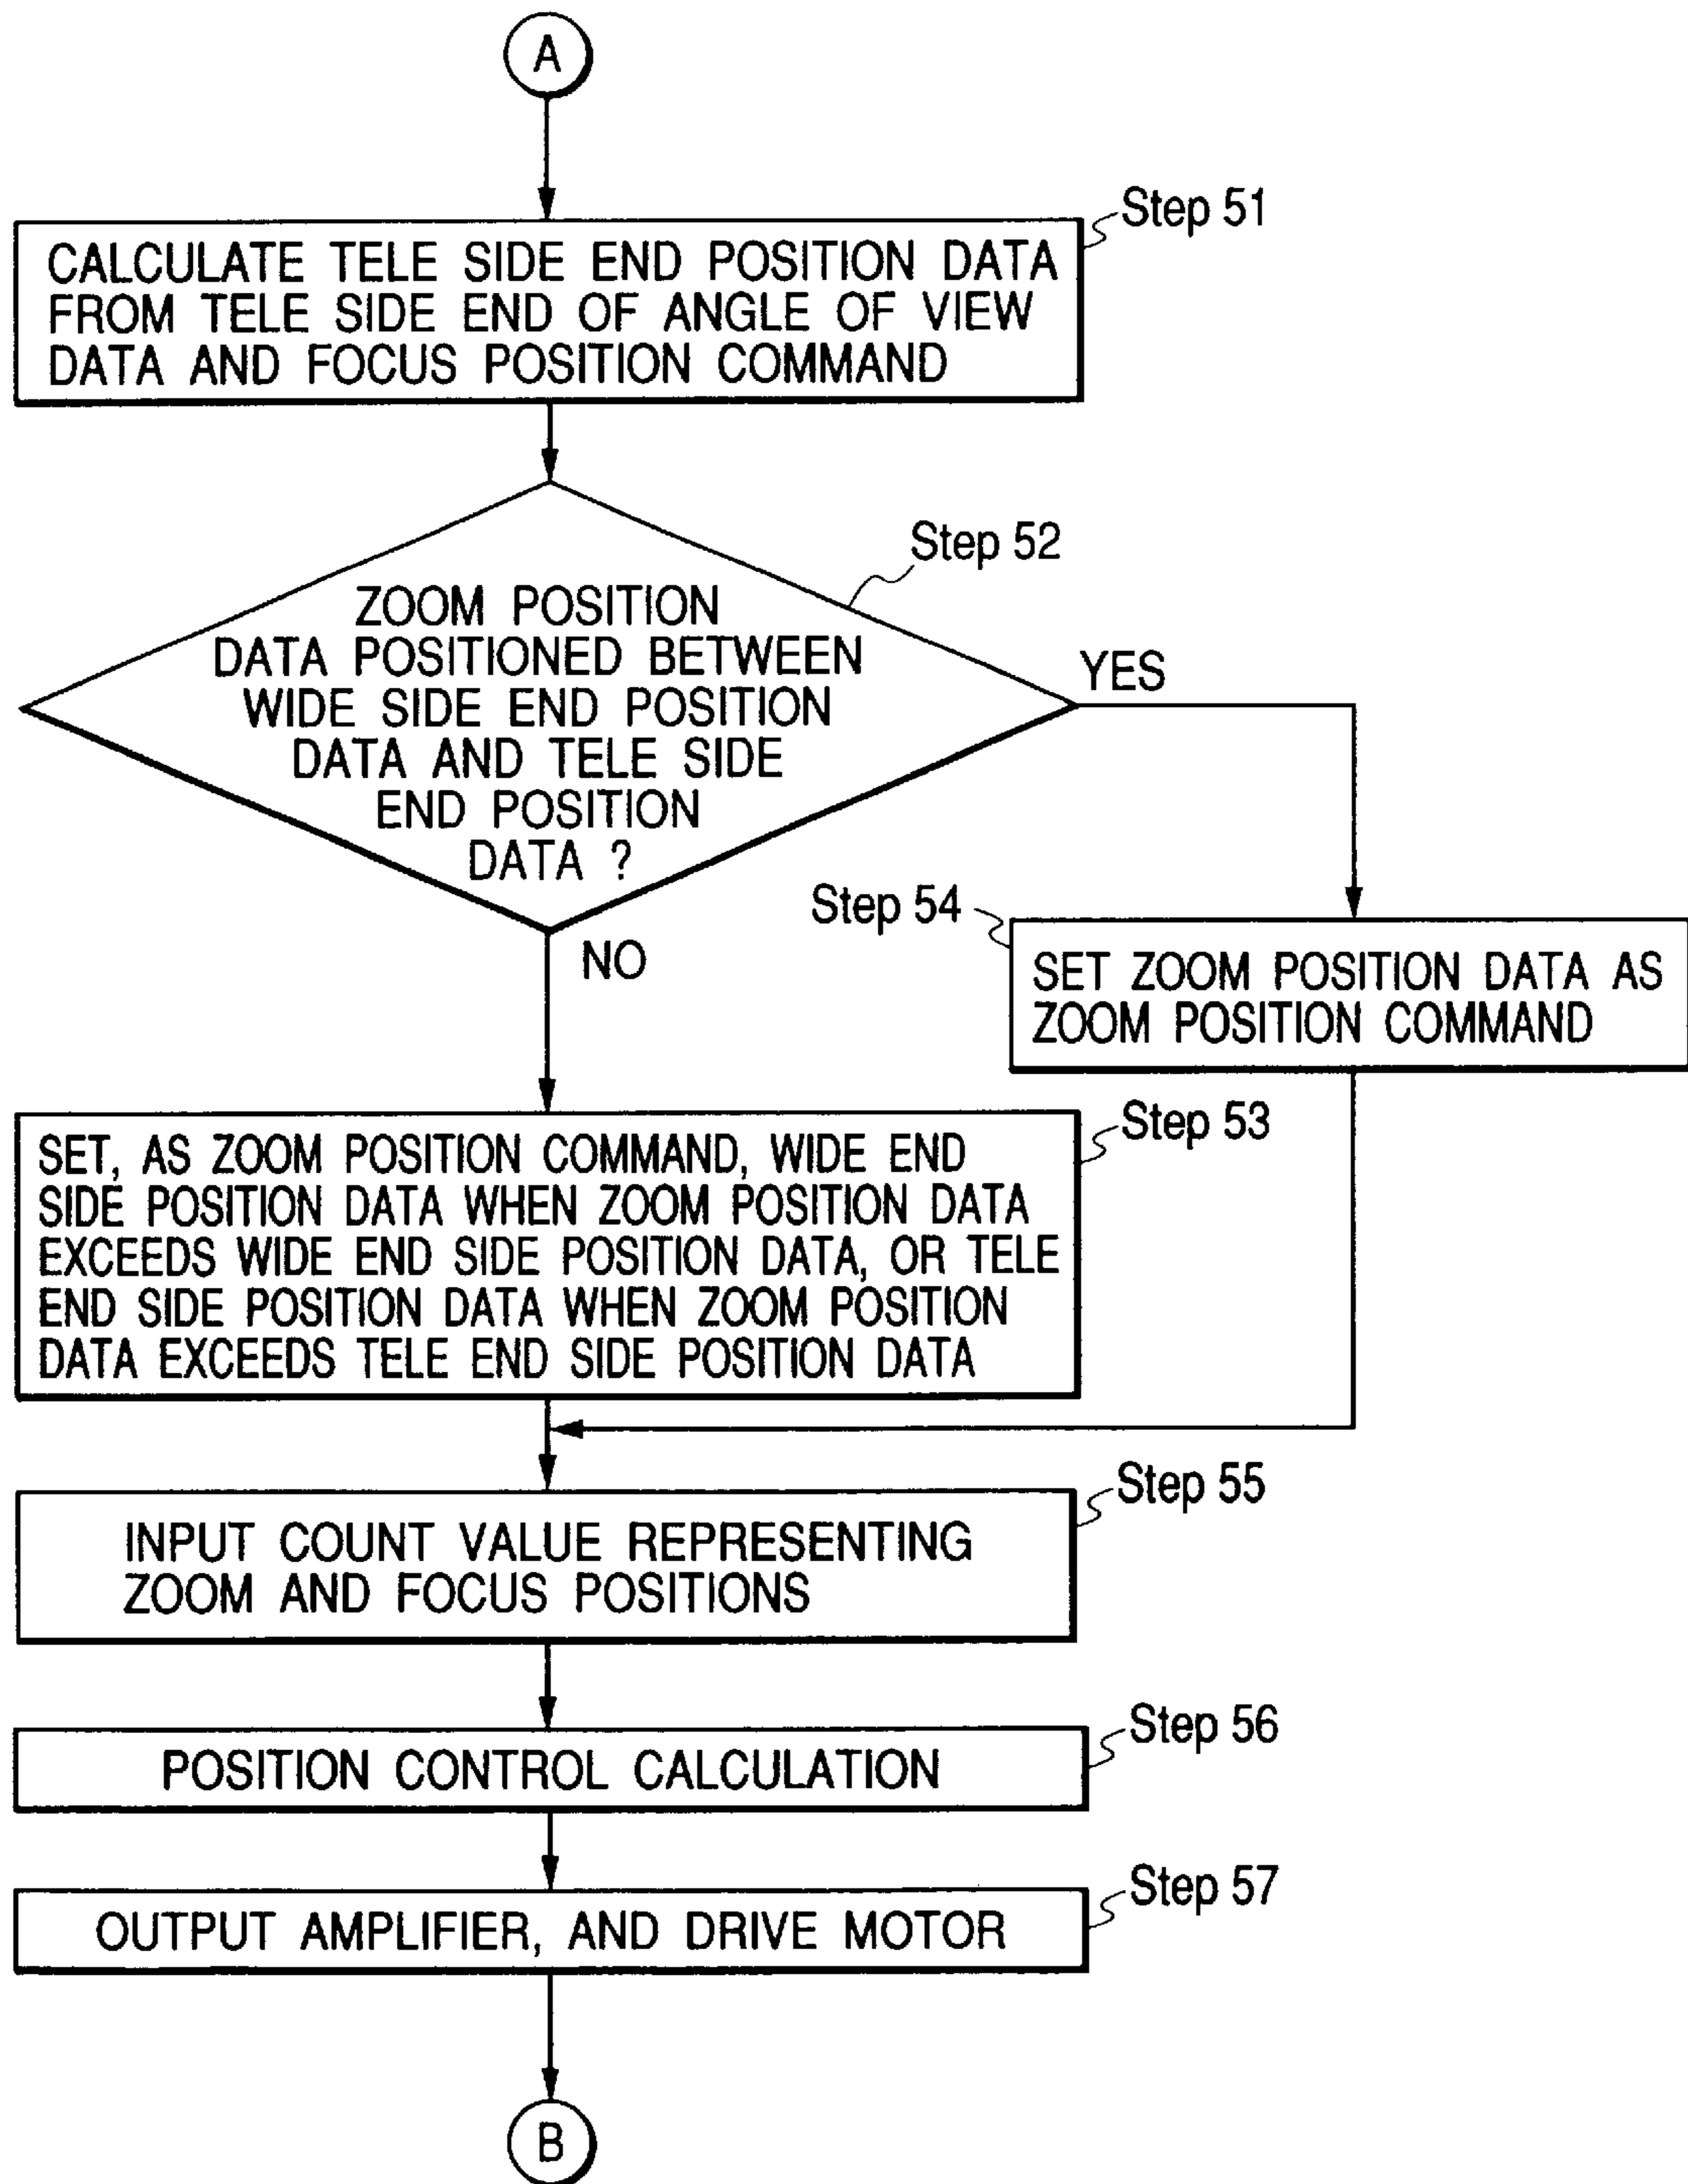 A
Step 51
CALCULATE TELE SIDE END POSITION DATA
FROM TELE SIDE END OF ANGLE OF VIEW
DATA AND FOCUS POSITION COMMAND
Step 52
ZOOM POSITION
DATA POSITIONED BETWEEN
WIDE SIDE END POSITION
DATA AND TELE SIDE
END POSITION
DATA ?
YES
NO
Step 54
SET ZOOM POSITION DATA AS
ZOOM POSITION COMMAND
Step 53
SET, AS ZOOM POSITION COMMAND, WIDE END
SIDE POSITION DATA WHEN ZOOM POSITION DATA
EXCEEDS WIDE END SIDE POSITION DATA, OR TELE
END SIDE POSITION DATA WHEN ZOOM POSITION
DATA EXCEEDS TELE END SIDE POSITION DATA
Step 55
INPUT COUNT VALUE REPRESENTING
ZOOM AND FOCUS POSITIONS
Step 56
POSITION CONTROL CALCULATION
Step 57
OUTPUT AMPLIFIER, AND DRIVE MOTOR
B